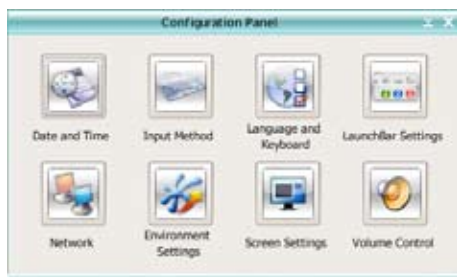 Configuration Panel
Date and Time
Input Method
Language and
Keyboard
LaunchBar Settings
Network
Environment
Settings
Screen Settings
Volume Control